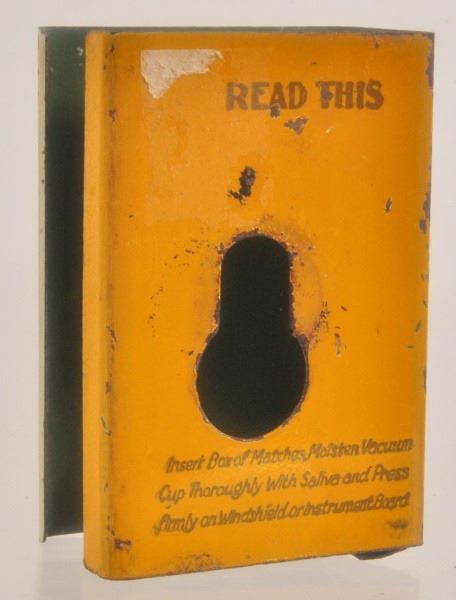 READ THIS
Insert Box of Matches, Moisten Vacuum
Cup Thoroughly With Saliva and Press
firmly on Windshield or Instrument Board